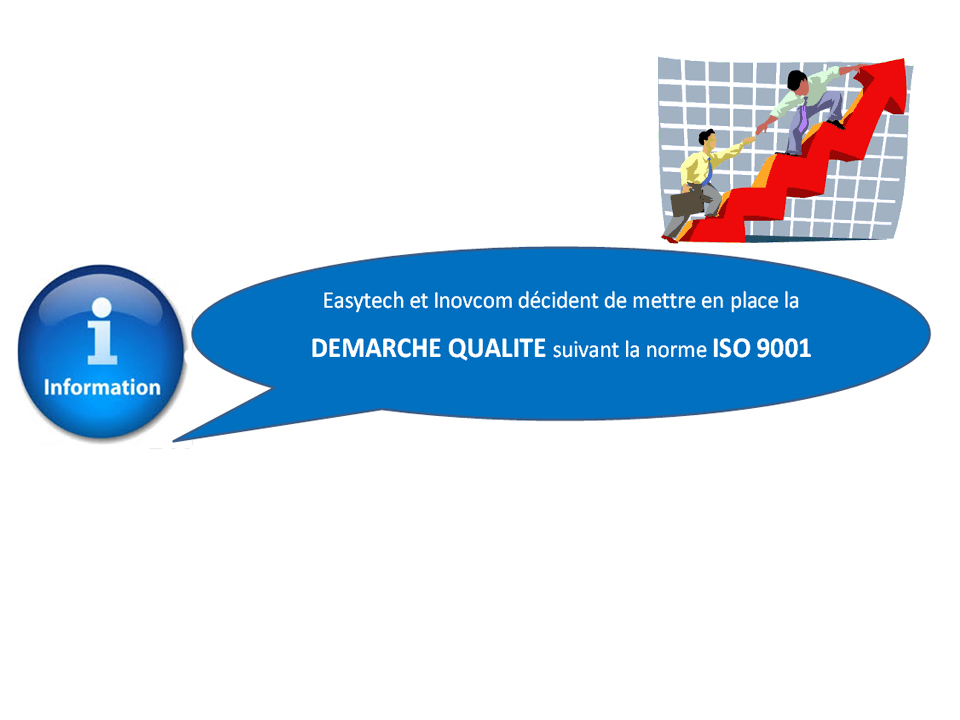 Easytech et Inovcom décident de mettre en place la
DEMARCHE QUALITE suivant la norme ISO 9001
i
Information